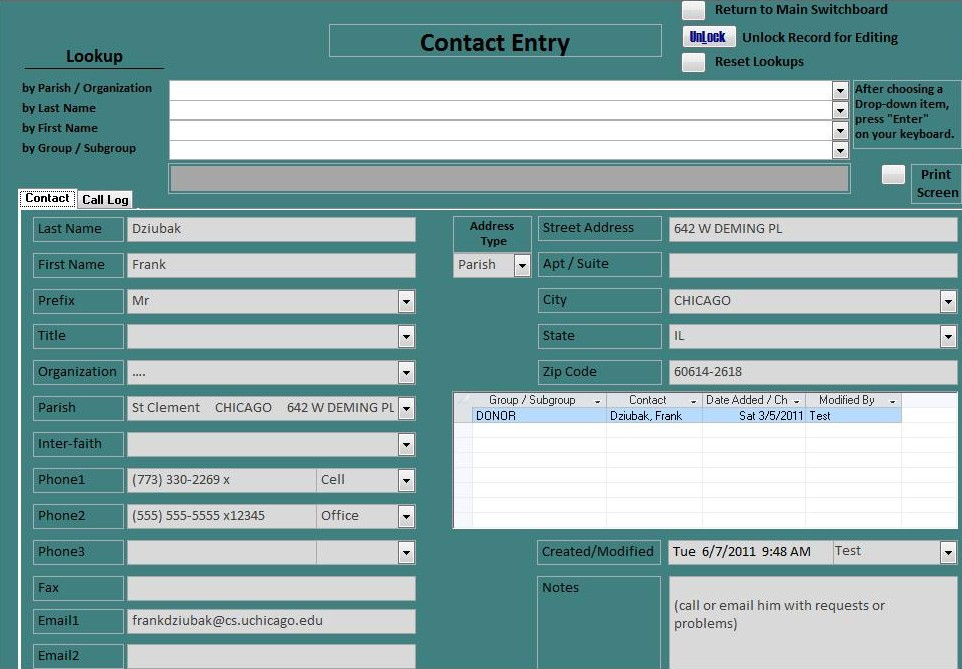 Return to Main Switchboard
Contact Entry
UnLock Unlock Record for Editing
Lookup
Reset Lookups
by Parish / Organization
by Last Name
by First Name
by Group / Subgroup
After choosing a
Drop-down item,
press "Enter"
on your keyboard.
Print
Screen
Contact Call Log
Last Name Dziubak
First Name Frank
Prefix Mr
Title
Organization ....
Parish St Clement CHICAGO 642 W DEMING PL
Inter-faith
Phone1 (773) 330-2269 x Cell
Phone2 (555) 555-5555 x12345 Office
Phone3
Fax
Email1 frankdziubak@cs.uchicago.edu
Email2
Address
Type
Parish
Street Address 642 W DEMING PL
Apt / Suite
City CHICAGO
State IL
Zip Code 60614-2618
Group / Subgroup Contact Date Added / Ch Modified By
DONOR Dziubak, Frank Sat 3/5/2011 Test
Created/Modified Tue 6/7/2011 9:48 AM Test
Notes
(call or email him with requests or
problems)